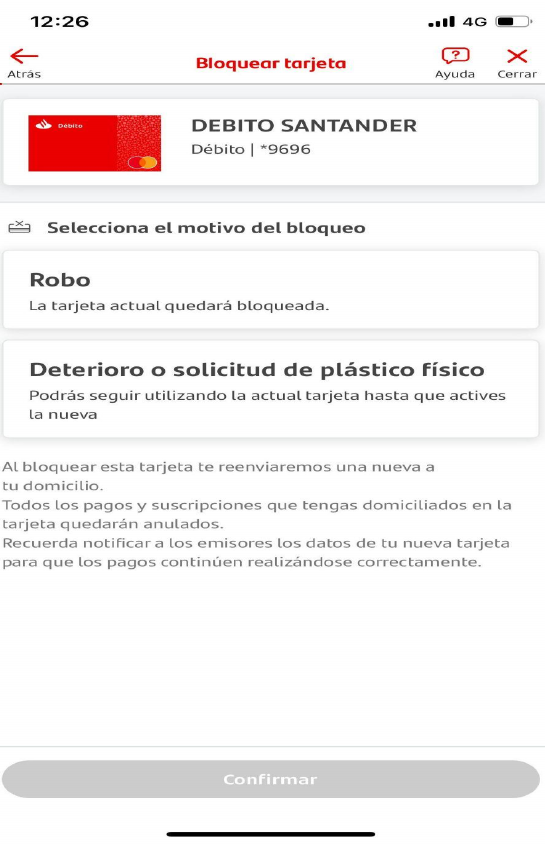 12:26
4G
Bloquear tarjeta
Atrás
Ayuda
Cerrar
Débito
DEBITO SANTANDER
Débito | *9696
Selecciona el motivo del bloqueo
Robo
La tarjeta actual quedará bloqueada.
Deterioro o solicitud de plástico físico
Podrás seguir utilizando la actual tarjeta hasta que actives
la nueva
Al bloquear esta tarjeta te reenviaremos una nueva a
tu domicilio.
Todos los pagos y suscripciones que tengas domiciliados en la
tarjeta quedarán anulados.
Recuerda notificar a los emisores los datos de tu nueva tarjeta
para que los pagos continúen realizándose correctamente.
Confirmar